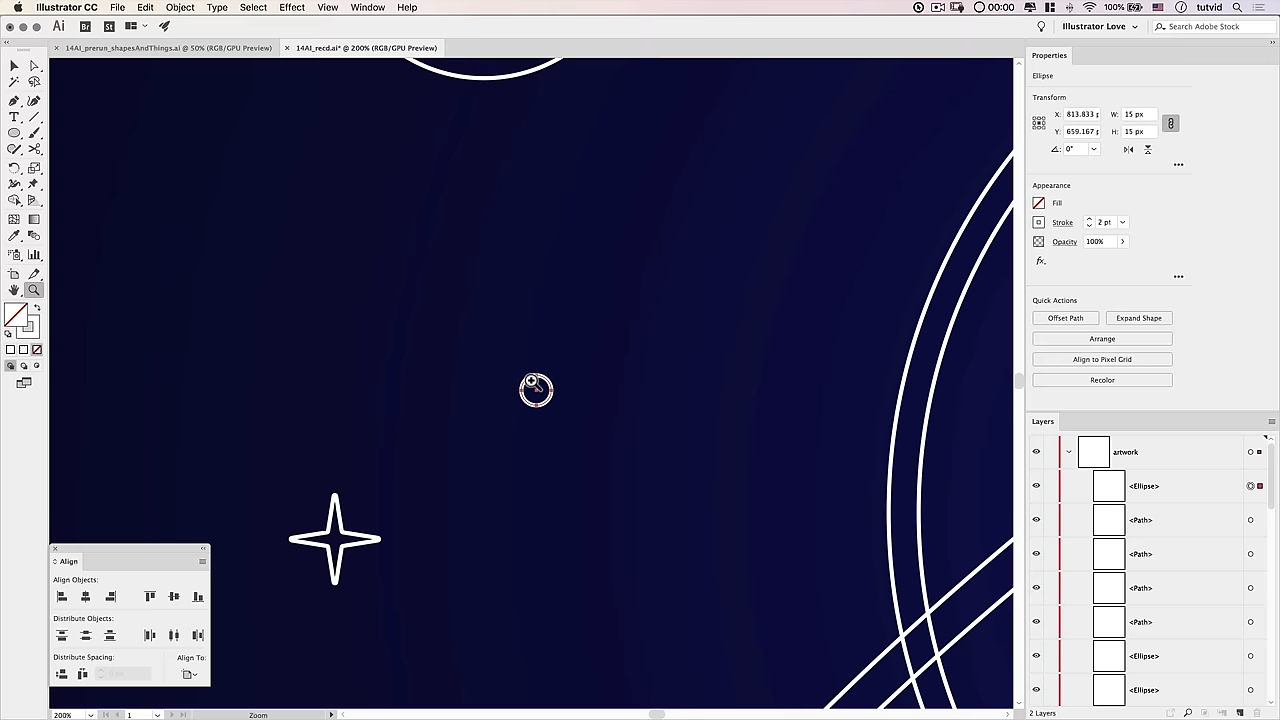 Illustrator CC File Edit Object Type Select Effect View Window Help 00:00 100% tutvid
Ai Br St Illustrator Love Search Adobe Stock
× 14AI_prerun_shapesAndThings.ai @ 50% (RGB/GPU Preview) × 14AI_recd.ai* @ 200% (RGB/GPU Preview)
Properties
Ellipse
Transform
X: 813.833 p W: 15 px
Y: 659.167 p H: 15 px
0°
Appearance
Fill
Stroke 2 pt
Opacity 100%
fx.
Quick Actions
Offset Path Expand Shape
Arrange
Align to Pixel Grid
Recolor
Layers
artwork
<Ellipse>
<Path>
<Path>
<Path>
<Path>
<Ellipse>
<Ellipse>
2 Layers
Align
Align Objects:
Distribute Objects:
Distribute Spacing: Align To:
200% 1 Zoom